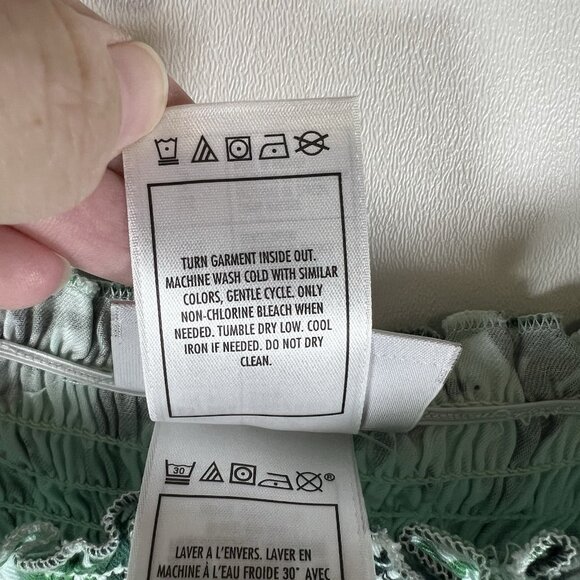 TURN GARMENT INSIDE OUT.
MACHINE WASH COLD WITH SIMILAR
COLORS, GENTLE CYCLE. ONLY
NON-CHLORINE BLEACH WHEN
NEEDED. TUMBLE DRY LOW. COOL
IRON IF NEEDED. DO NOT DRY
CLEAN.
30 ®
LAVER A L'ENVERS. LAVER EN
MACHINE À L'EAU FROIDE 30° AVEC